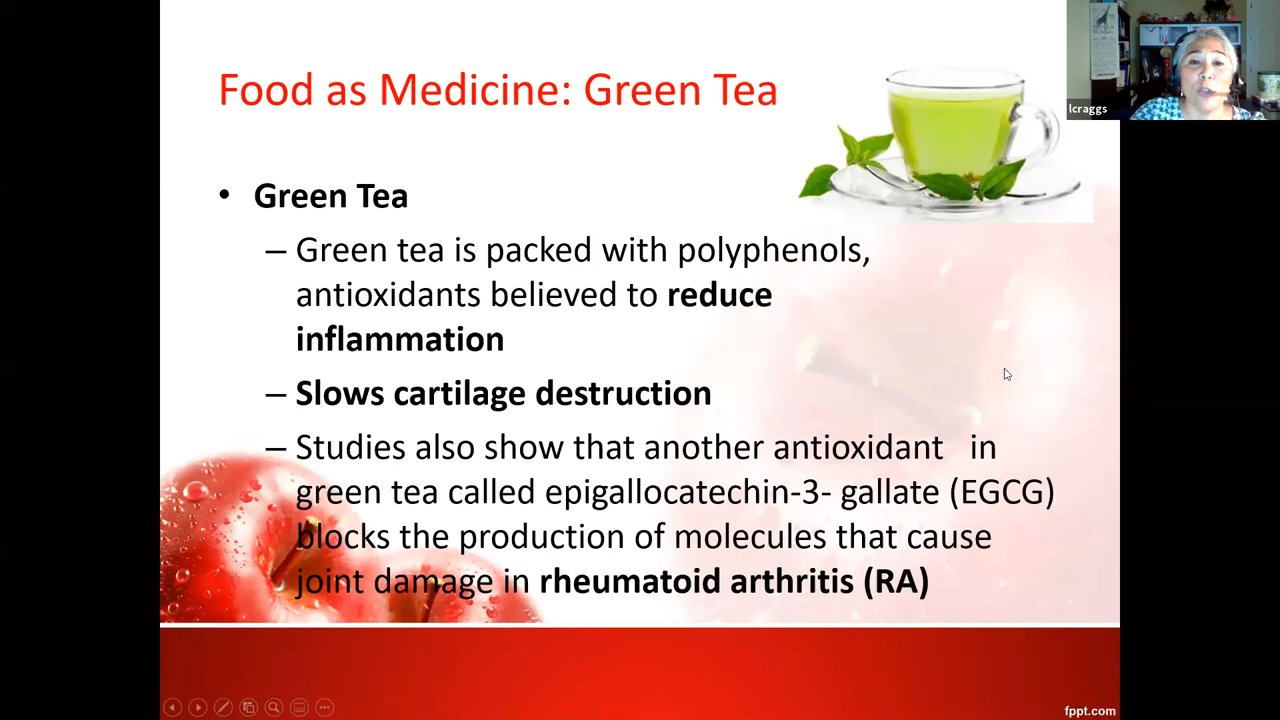 Food as Medicine: Green Tea
lcraggs
• Green Tea
– Green tea is packed with polyphenols,
antioxidants believed to reduce
inflammation
– Slows cartilage destruction
– Studies also show that another antioxidant in
green tea called epigallocatechin-3- gallate (EGCG)
blocks the production of molecules that cause
joint damage in rheumatoid arthritis (RA)
fppt.com